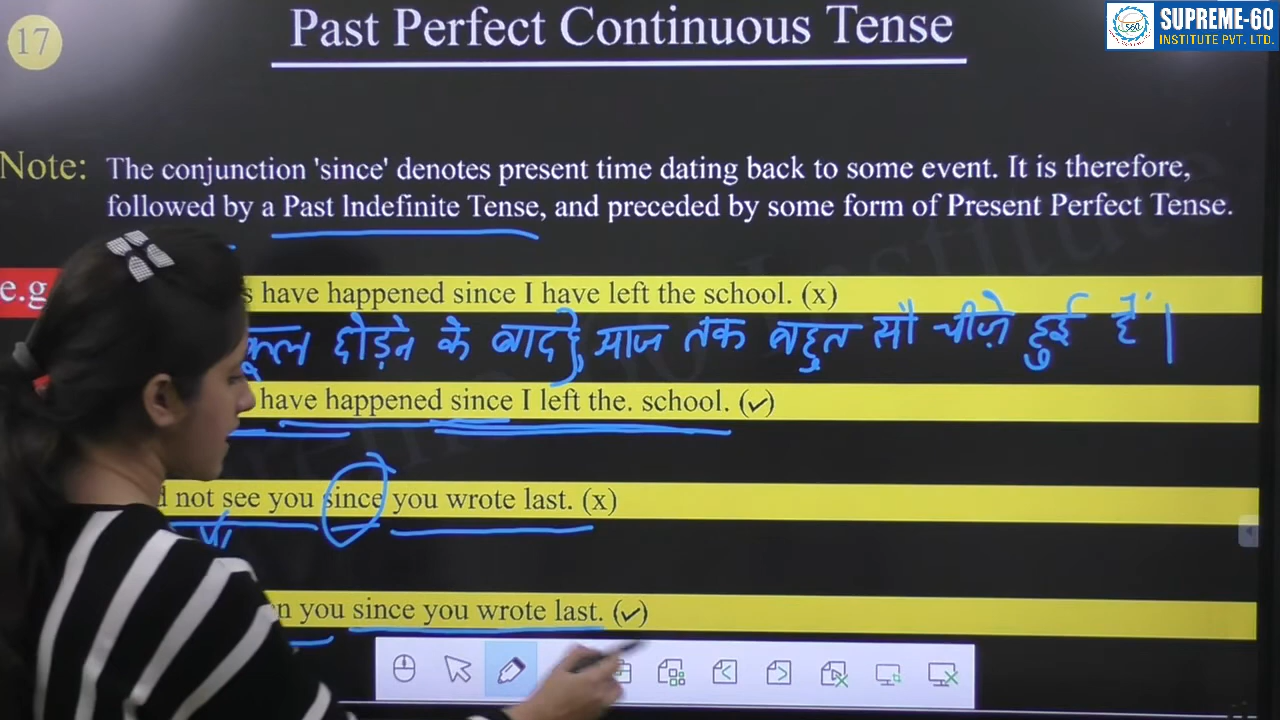 17
Past Perfect Continuous Tense
SUPREME-60
INSTITUTE PVT. LTD.
Note: The conjunction 'since' denotes present time dating back to some event. It is therefore,
followed by a Past lndefinite Tense, and preceded by some form of Present Perfect Tense.
e.g
have happened since I have left the school. (x)
छोड़ने के बाद, आज तक बहुत सी चीज़े हुई हैं।
have happened since I left the. school. (✓)
not see you since you wrote last. (x)
you since you wrote last. (✓)